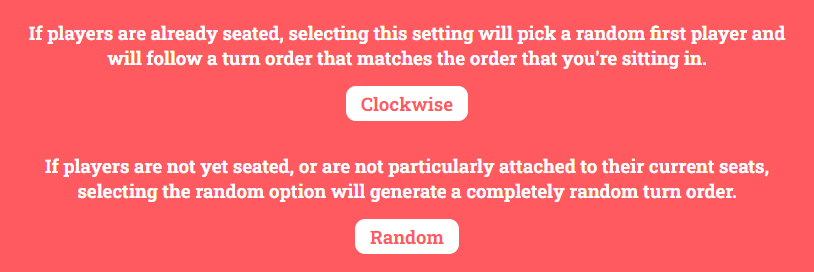 If players are already seated, selecting this setting will pick a random first player and
will follow a turn order that matches the order that you're sitting in.
Clockwise
If players are not yet seated, or are not particularly attached to their current seats,
selecting the random option will generate a completely random turn order.
Random